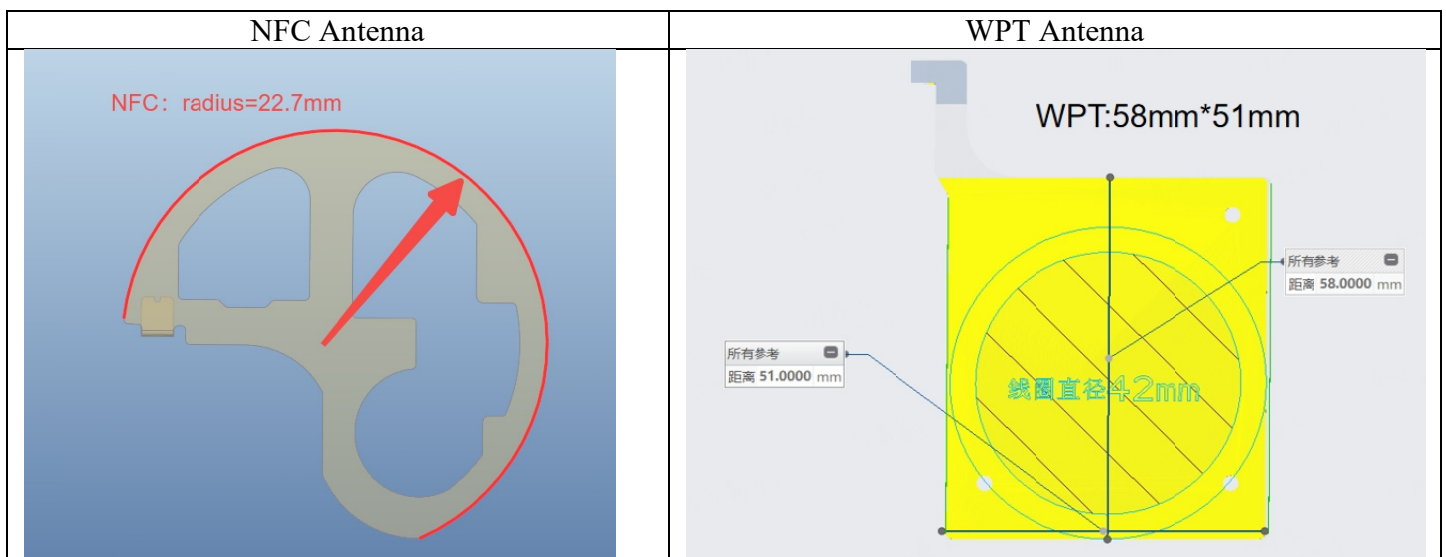 NFC Antenna
WPT Antenna
NFC：radius=22.7mm
WPT:58mm*51mm
所有参考
距离 58.0000 mm
所有参考
距离 51.0000 mm
线圈直径42mm